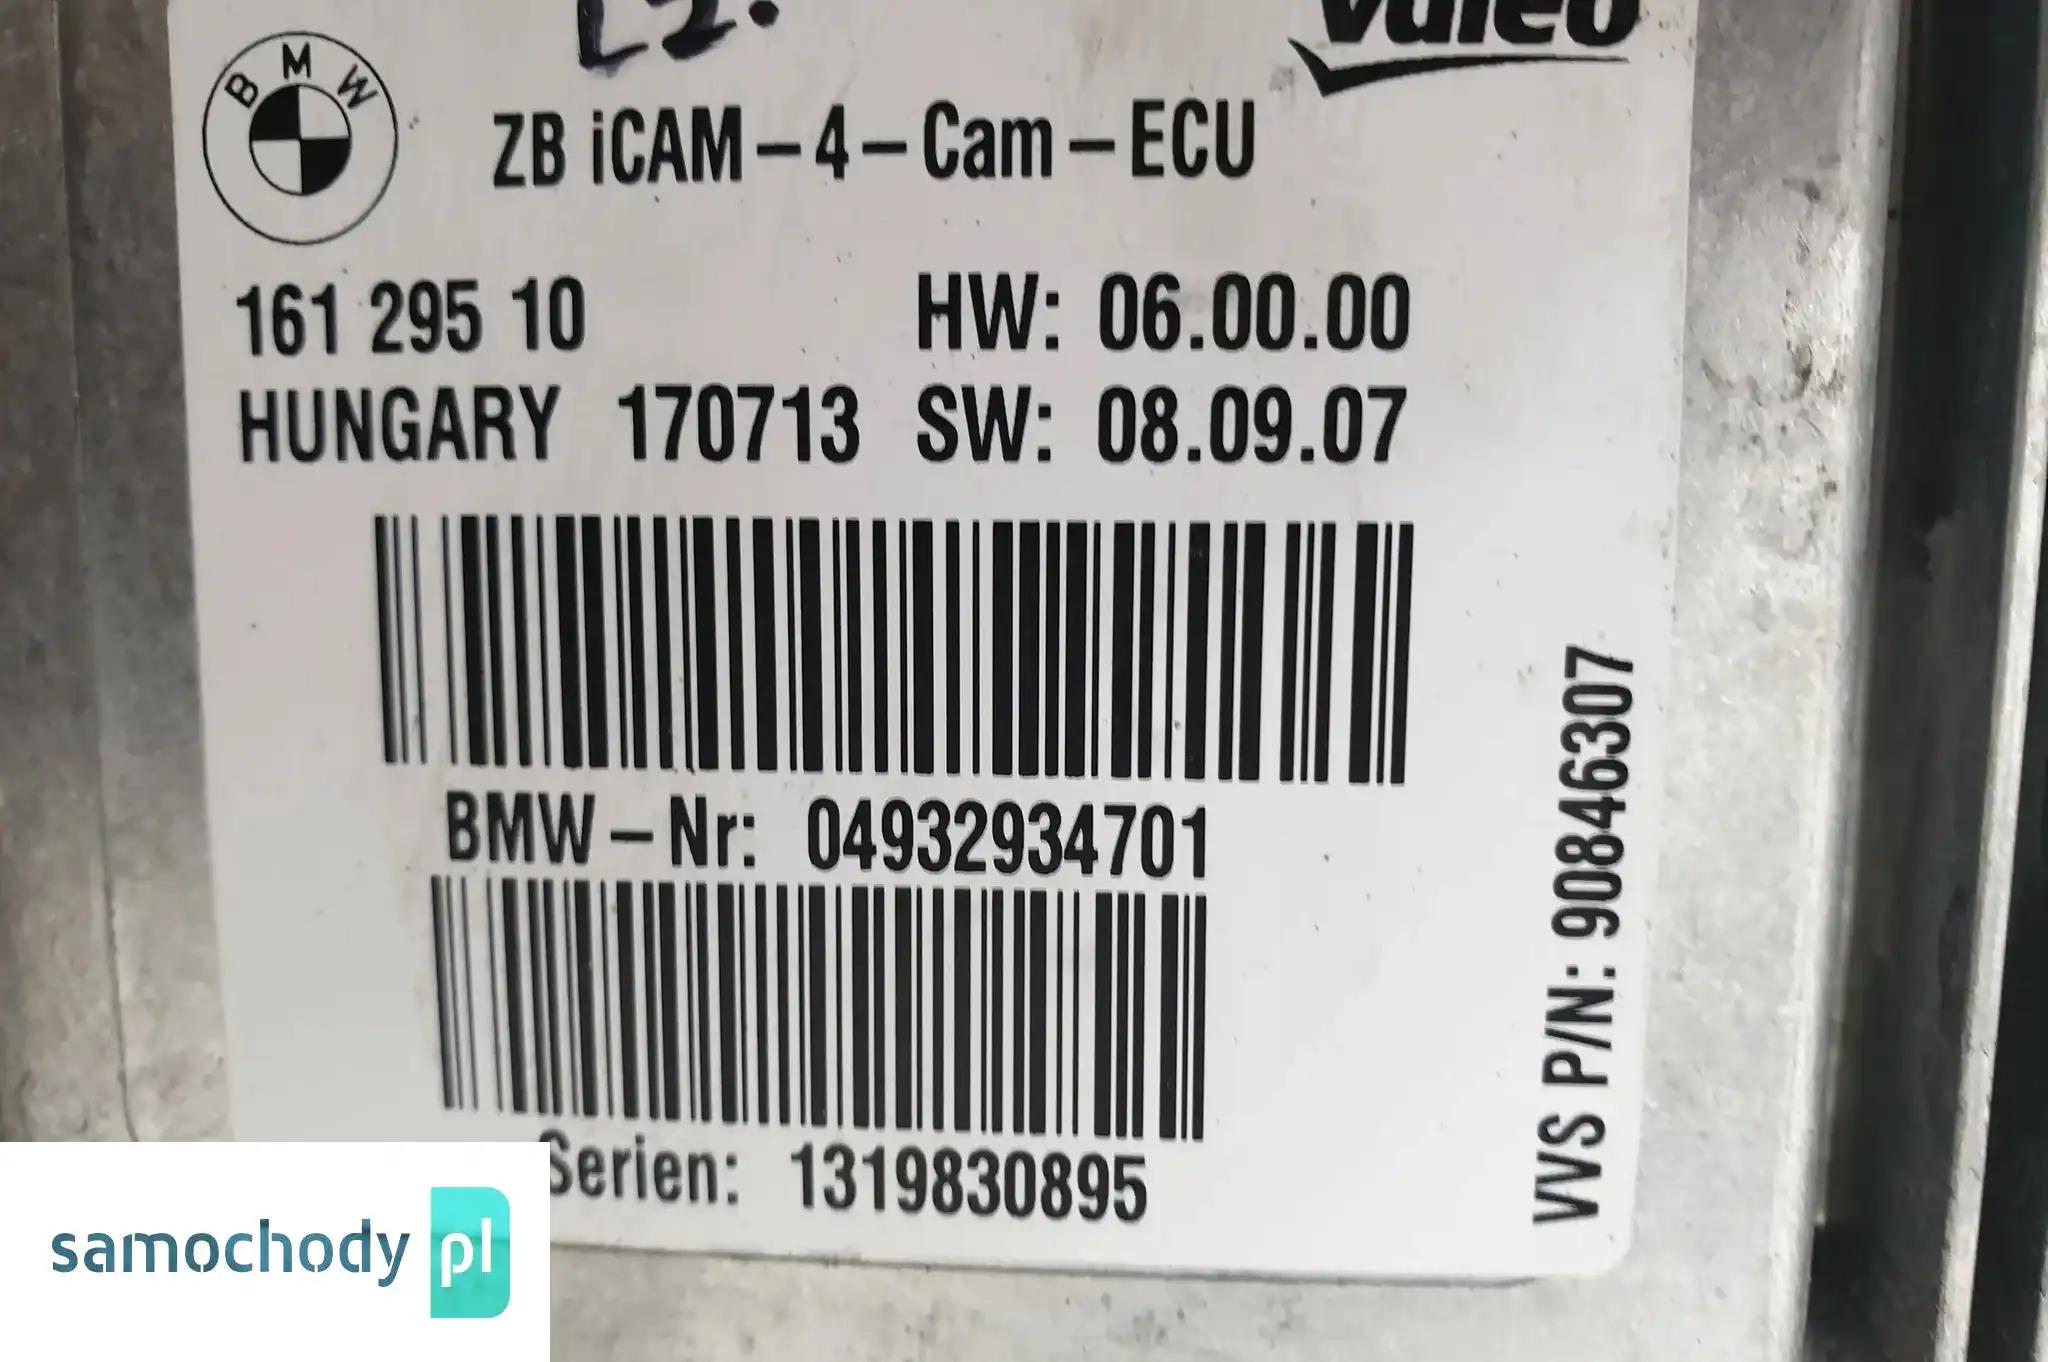 Valeo
BMW
ZB iCAM-4-Cam-ECU
161 295 10 HW: 06.00.00
HUNGARY 170713 SW: 08.09.07
BMW-Nr: 04932934701
Serien: 1319830895
VVS P/N: 90846307
samochody pl